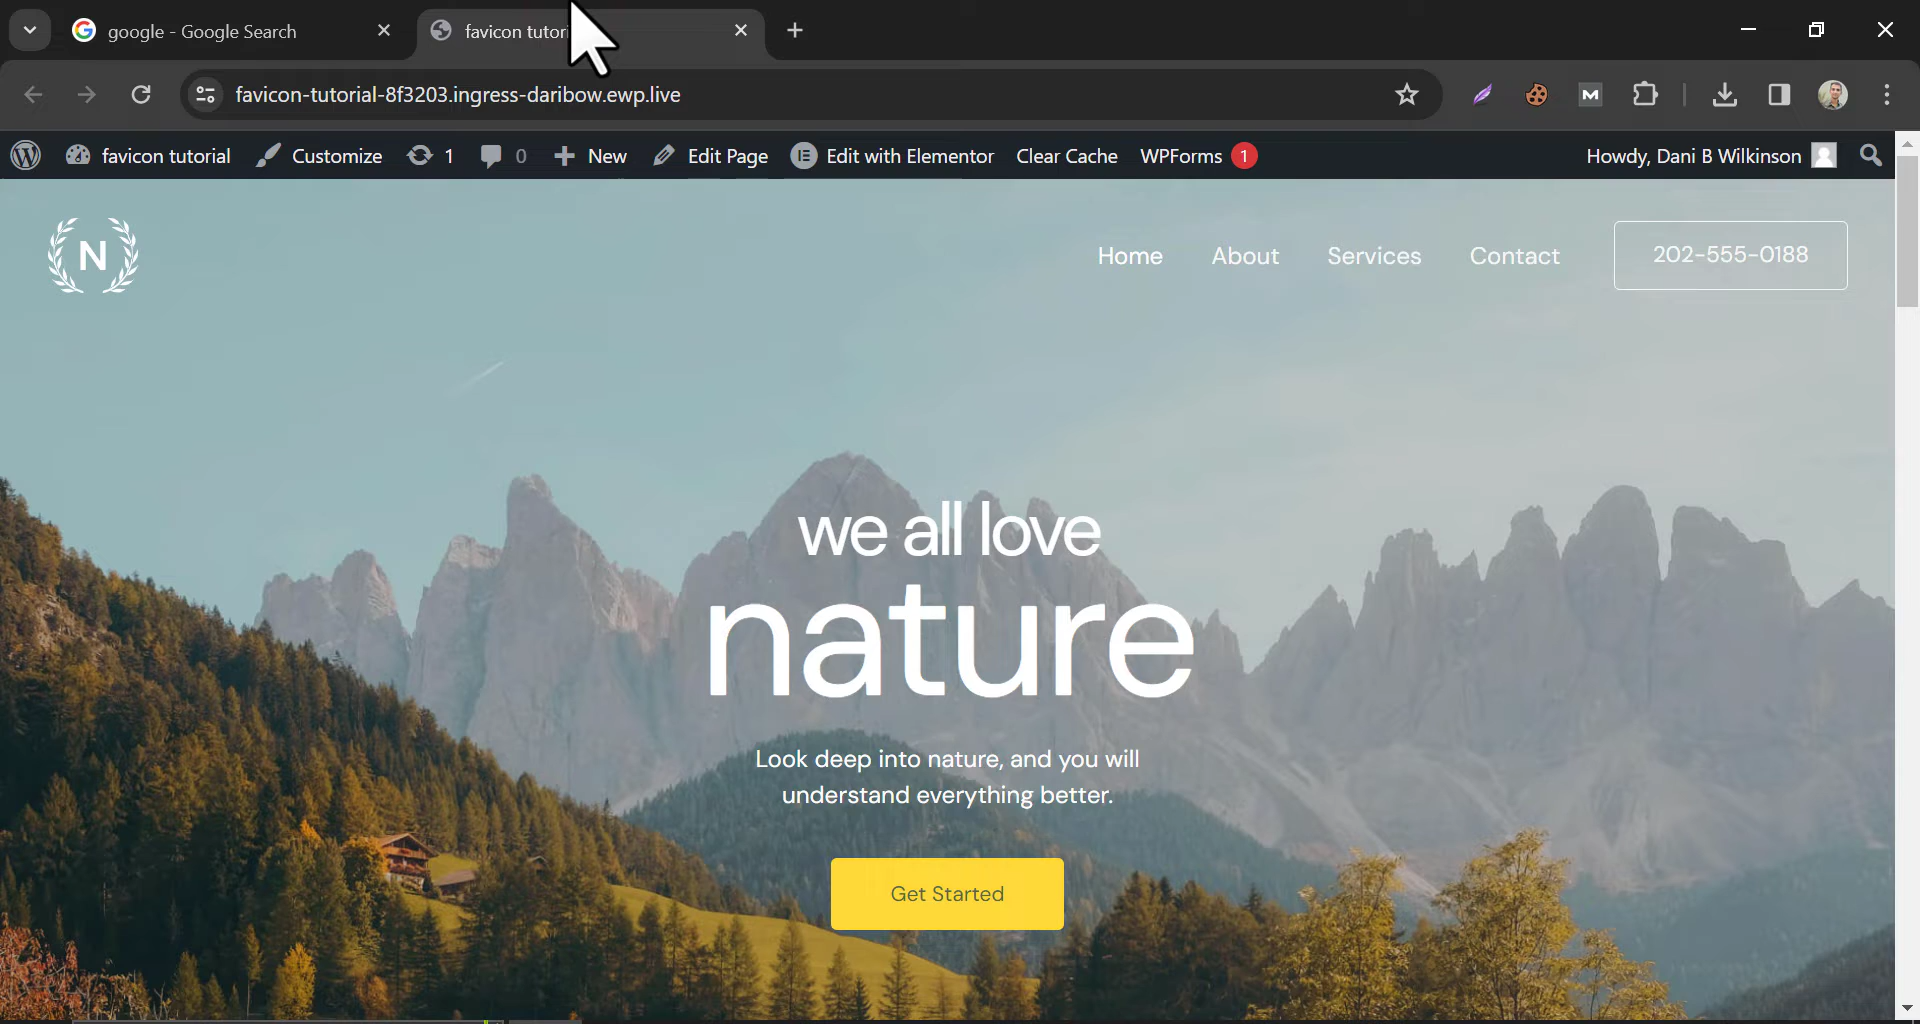 google - Google Search
favicon tutori
favicon-tutorial-8f3203.ingress-daribow.ewp.live
favicon tutorial
Customize
1
0
New
Edit Page
Edit with Elementor
Clear Cache
WPForms 1
Howdy, Dani B Wilkinson
N
Home
About
Services
Contact
202-555-0188
we all love
nature
Look deep into nature, and you will
understand everything better.
Get Started